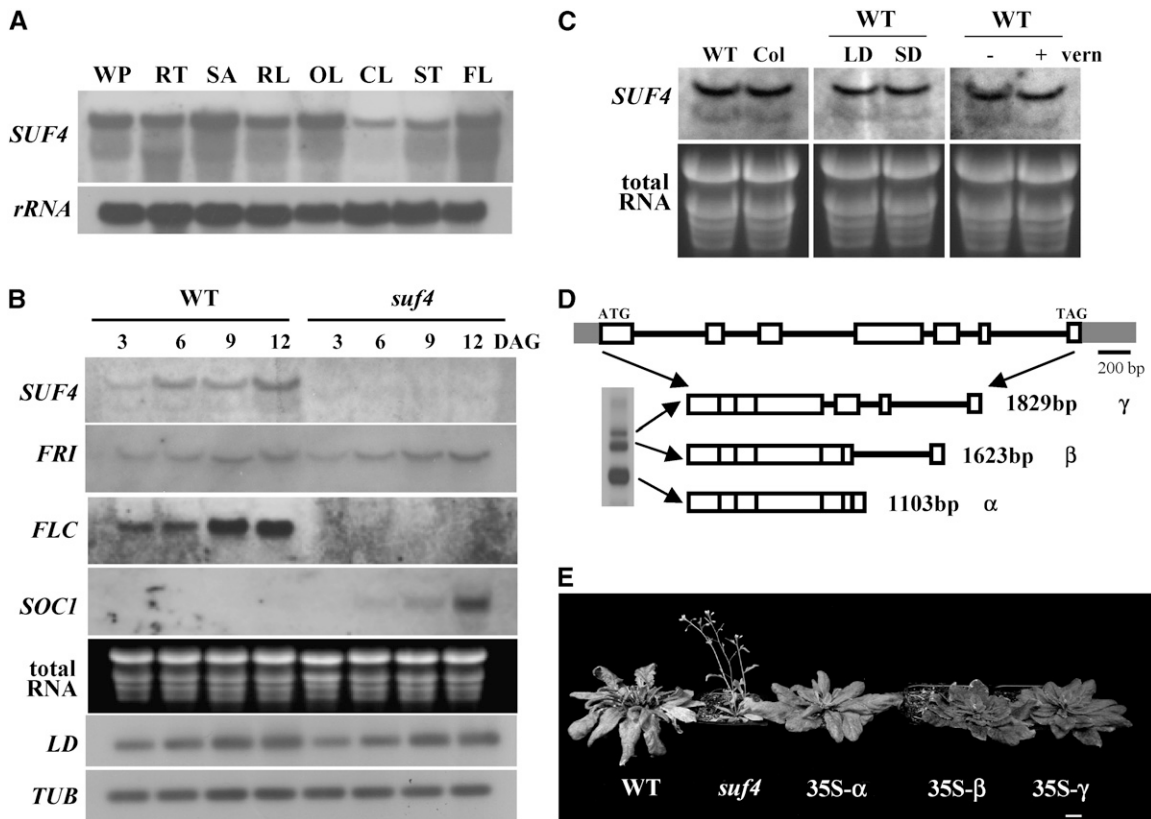 A
WP RT SA RL OL CL ST FL
SUF4
rRNA
B
WT suf4
3 6 9 12 3 6 9 12 DAG
SUF4
FRI
FLC
SOC1
total
RNA
LD
TUB
C
WT WT
WT Col LD SD - + vern
SUF4
total
RNA
D
ATG TAG
200 bp
1829bp γ
1623bp β
1103bp α
E
WT suf4 35S-α 35S-β 35S-γ